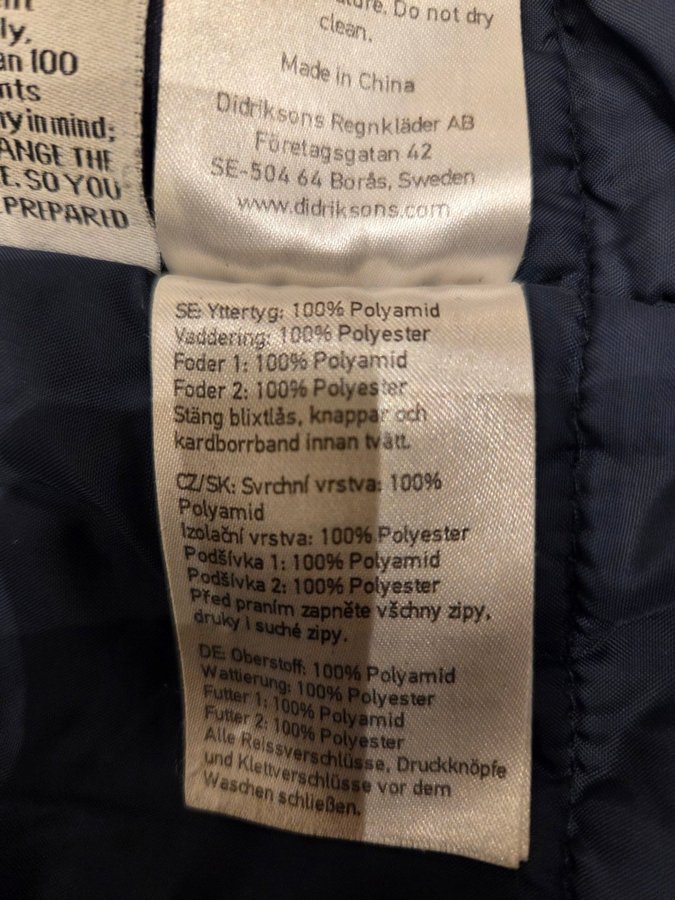 ly,
an 100
nts
ny in mind;
ANGE THE
E. SO YOU
PREPARED
ture. Do not dry
clean.
Made in China
Didriksons Regnkläder AB
Företagsgatan 42
SE-504 64 Borås, Sweden
www.didriksons.com
SE: Yttertyg: 100% Polyamid
Vaddering: 100% Polyester
Foder 1: 100% Polyamid
Foder 2: 100% Polyester
Stäng blixtlås, knappar och
kardborrband innan tvätt.
CZ/SK: Svrchní vrstva: 100%
Polyamid
Izolační vrstva: 100% Polyester
Podšívka 1: 100% Polyamid
Podšívka 2: 100% Polyester
Před praním zapněte všchny zipy,
druky i suché zipy.
DE: Oberstoff: 100% Polyamid
Wattierung: 100% Polyester
Futter 1: 100% Polyamid
Futter 2: 100% Polyester
Alle Reissverschlüsse, Druckknöpfe
und Klettverschlüsse vor dem
Waschen schließen.